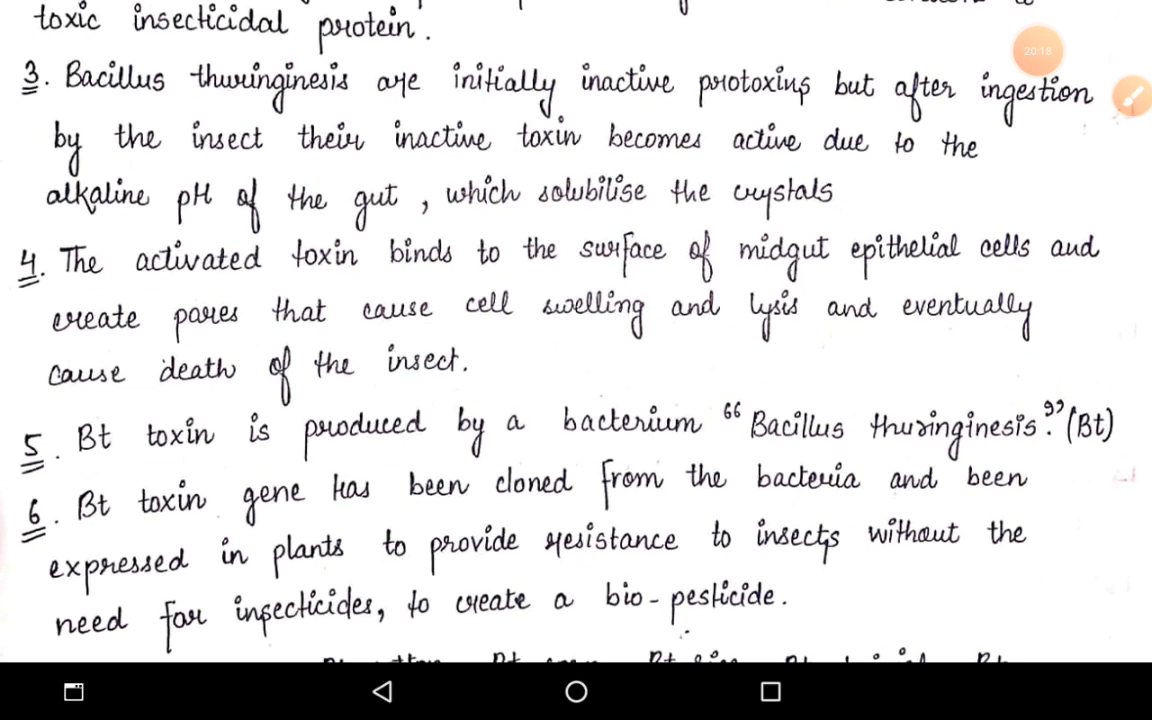 toxic insecticidal protein.
20:18
3. Bacillus thuringinesis are initially inactive protoxins but after ingestion
by the insect their inactive toxin becomes active due to the
alkaline pH of the gut, which solubilise the crystals
4. The activated toxin binds to the surface of midgut epithelial cells and
create pores that cause cell swelling and lysis and eventually
cause death of the insect.
5. Bt toxin is produced by a bacterium "Bacillus thuringinesis." (Bt)
6. Bt toxin gene has been cloned from the bacteria and been
expressed in plants to provide resistance to insects without the
need for insecticides, to create a bio-pesticide.